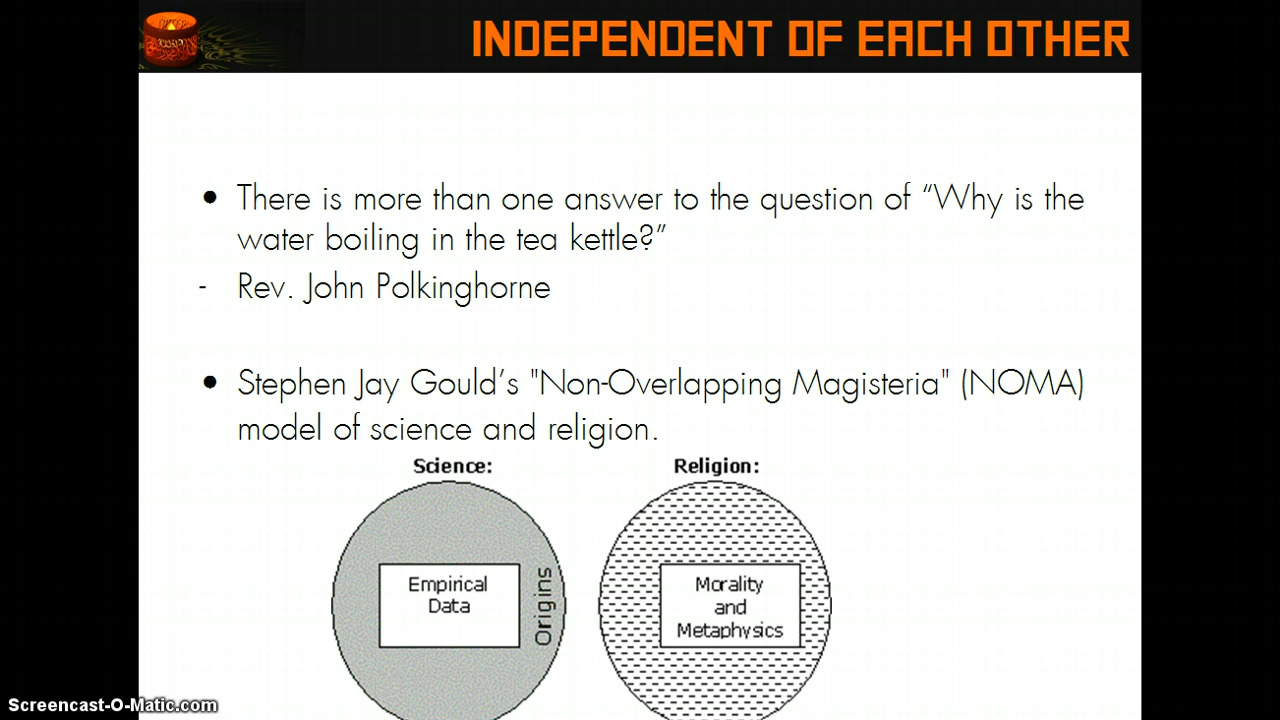 INDEPENDENT OF EACH OTHER
• There is more than one answer to the question of “Why is the
water boiling in the tea kettle?”
- Rev. John Polkinghorne
• Stephen Jay Gould’s "Non-Overlapping Magisteria" (NOMA)
model of science and religion.
Science:
Religion:
Empirical
Data
Origins
Morality
and
Metaphysics
Screencast-O-Matic.com